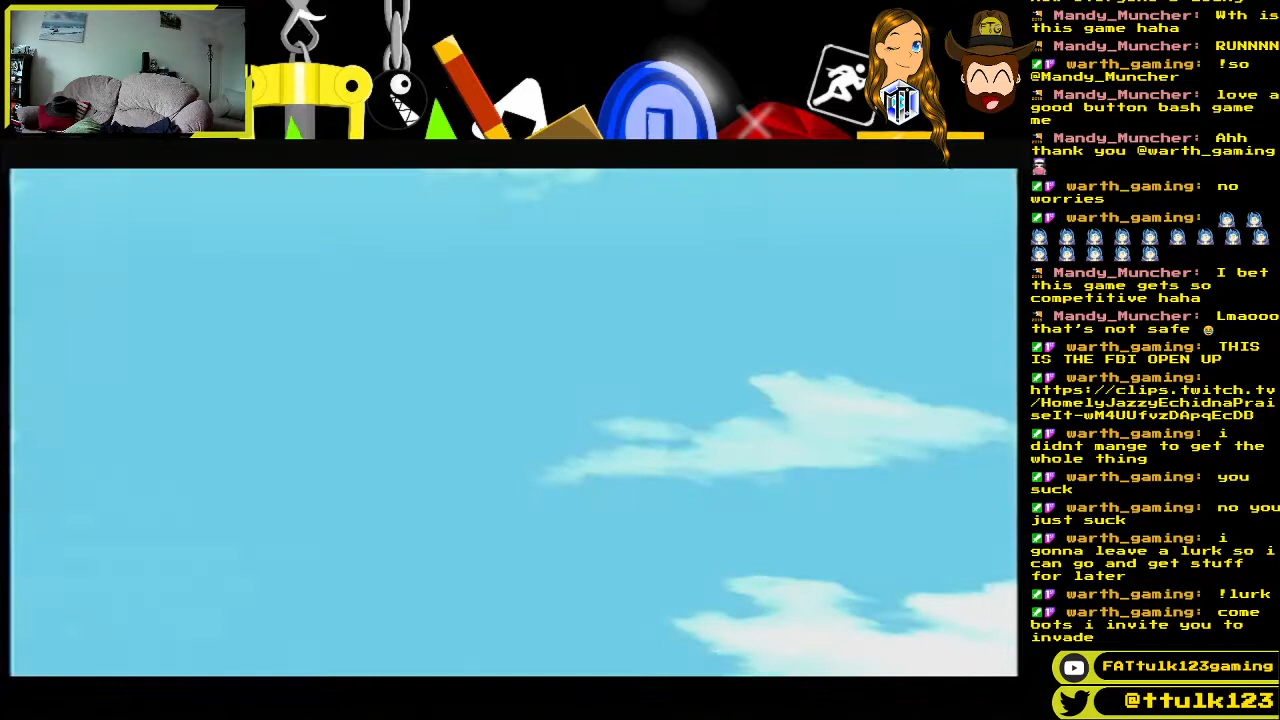 Mandy_Muncher: Wth is
this game haha
Mandy_Muncher: RUNNNN
warth_gaming: !so
@Mandy_Muncher
Mandy_Muncher: love a
good button bash game
me
Mandy_Muncher: Ahh
thank you @warth_gaming
warth_gaming: no
worries
warth_gaming:
Mandy_Muncher: I bet
this game gets so
competitive haha
Mandy_Muncher: Lmaooo
that's not safe
warth_gaming: THIS
IS THE FBI OPEN UP
warth_gaming:
https://clips.twitch.tv
/HomelyJazzyEchidnaPrai
seIt-wM4UUfvzDApqEcDB
warth_gaming: i
didnt mange to get the
whole thing
warth_gaming: you
suck
warth_gaming: no you
just suck
warth_gaming: i
gonna leave a lurk so i
can go and get stuff
for later
warth_gaming: !lurk
warth_gaming: come
bots i invite you to
invade
FATtulk123gaming
@ttulk123